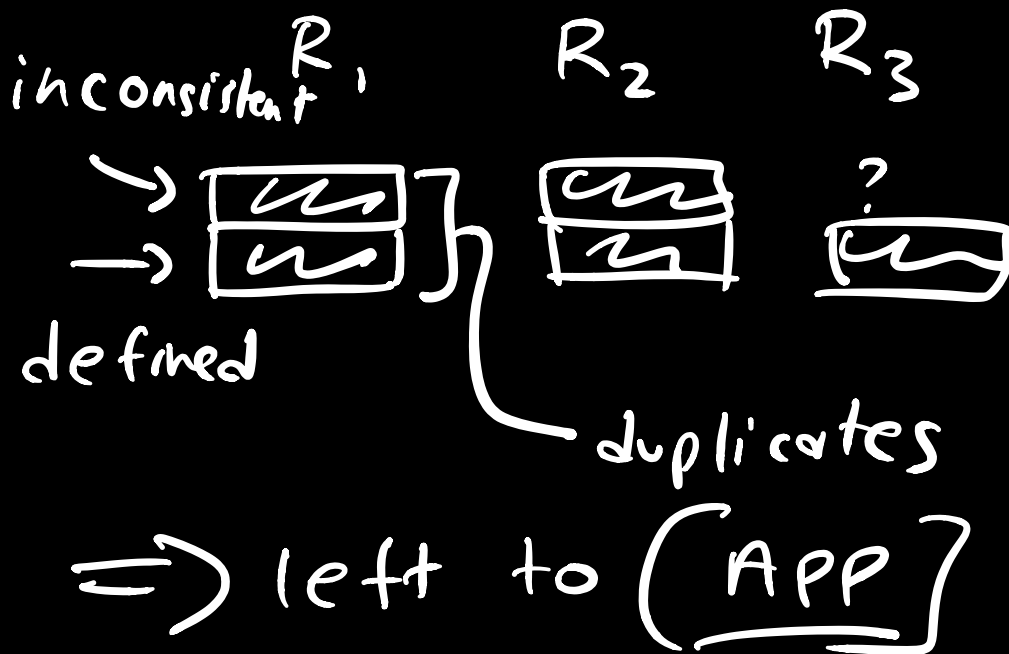 R1 R2 R3
inconsistent
?
defined
duplicates
=> left to [App]